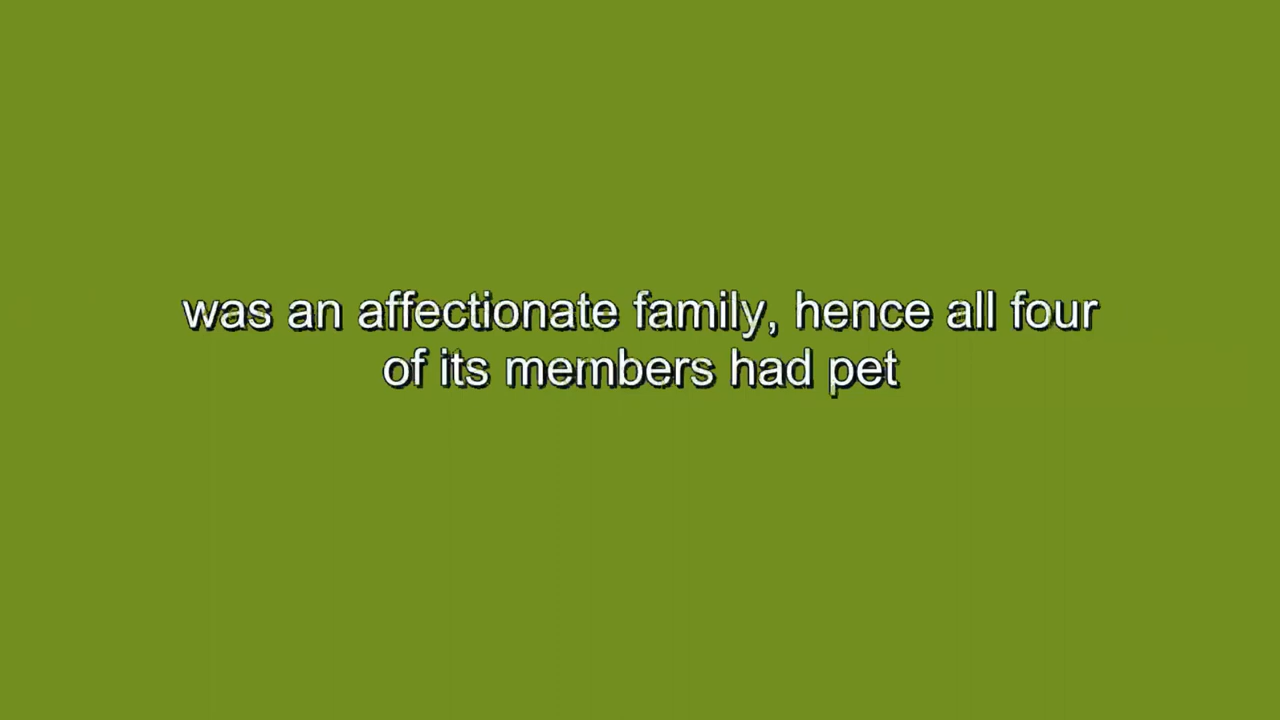 was an affectionate family, hence all four
of its members had pet